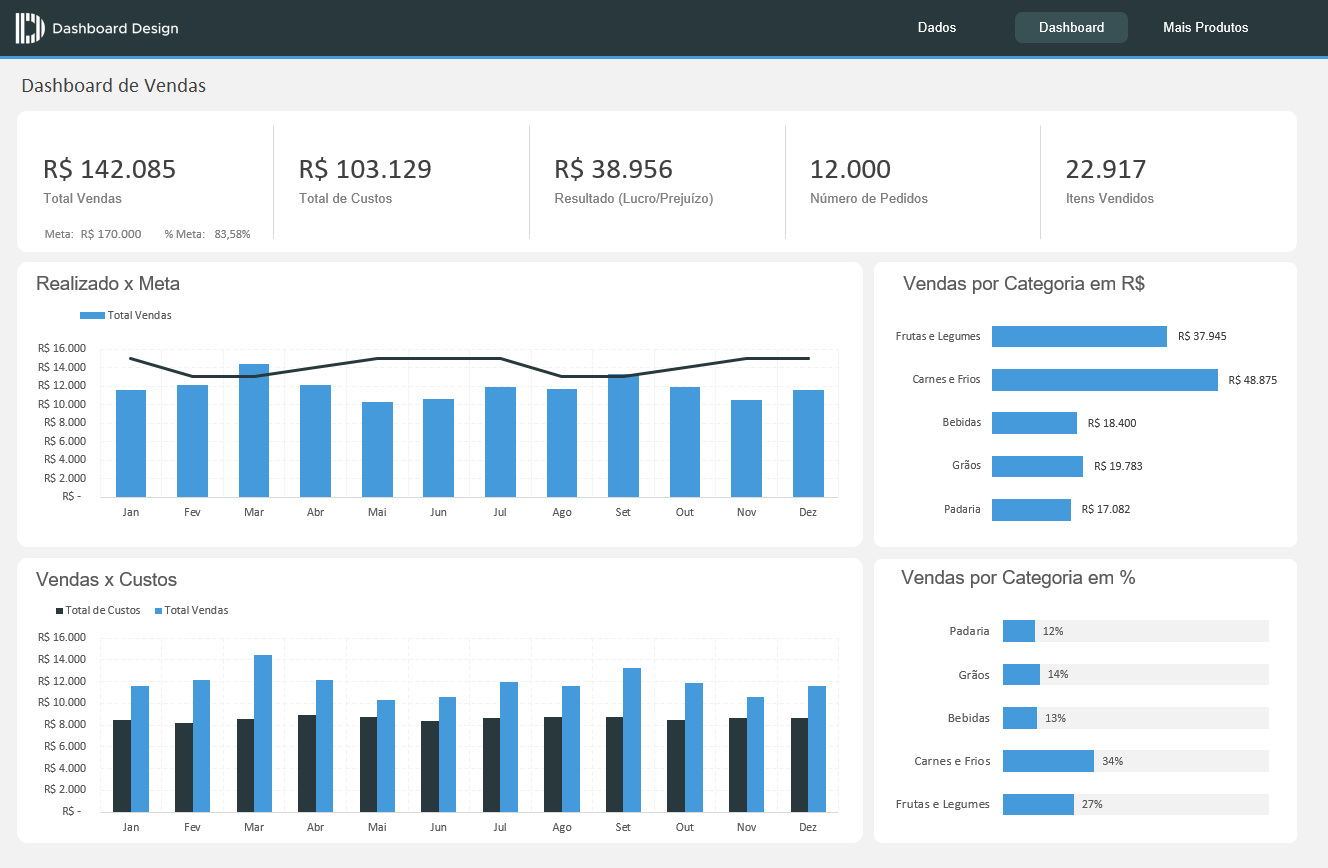 Dashboard Design
Dados
Dashboard
Mais Produtos
Dashboard de Vendas
R$ 142.085
Total Vendas
Meta: R$ 170.000 % Meta: 83,58%
R$ 103.129
Total de Custos
R$ 38.956
Resultado (Lucro/Prejuízo)
12.000
Número de Pedidos
22.917
Itens Vendidos
Realizado x Meta
Total Vendas
R$ 16.000
R$ 14.000
R$ 12.000
R$ 10.000
R$ 8.000
R$ 6.000
R$ 4.000
R$ 2.000
R$ -
Jan Fev Mar Abr Mai Jun Jul Ago Set Out Nov Dez
Vendas por Categoria em R$
Frutas e Legumes R$ 37.945
Carnes e Frios R$ 48.875
Bebidas R$ 18.400
Grãos R$ 19.783
Padaria R$ 17.082
Vendas x Custos
Total de Custos Total Vendas
R$ 16.000
R$ 14.000
R$ 12.000
R$ 10.000
R$ 8.000
R$ 6.000
R$ 4.000
R$ 2.000
R$ -
Jan Fev Mar Abr Mai Jun Jul Ago Set Out Nov Dez
Vendas por Categoria em %
Padaria 12%
Grãos 14%
Bebidas 13%
Carnes e Frios 34%
Frutas e Legumes 27%